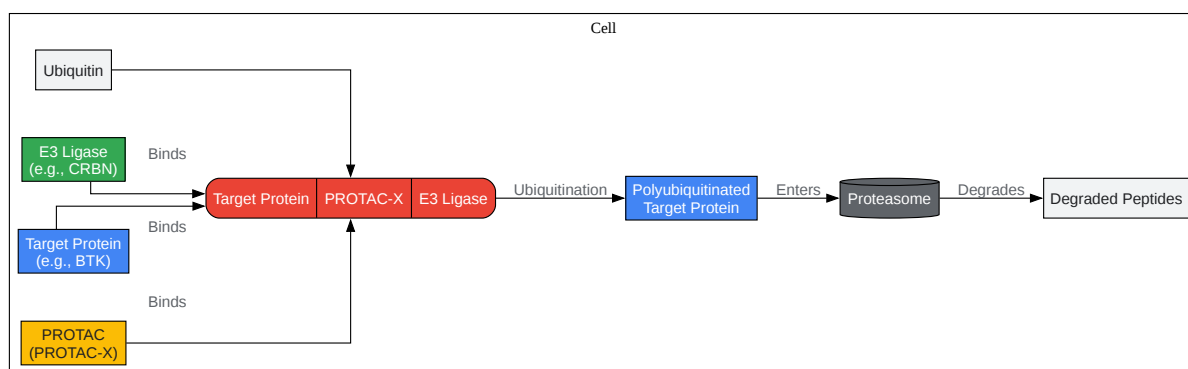 Cell
Ubiquitin
E3 Ligase
(e.g., CRBN)
Binds
Target Protein
PROTAC-X
E3 Ligase
Ubiquitination
Polyubiquitinated
Target Protein
Enters
Proteasome
Degrades
Degraded Peptides
Binds
Target Protein
(e.g., BTK)
Binds
PROTAC
(PROTAC-X)